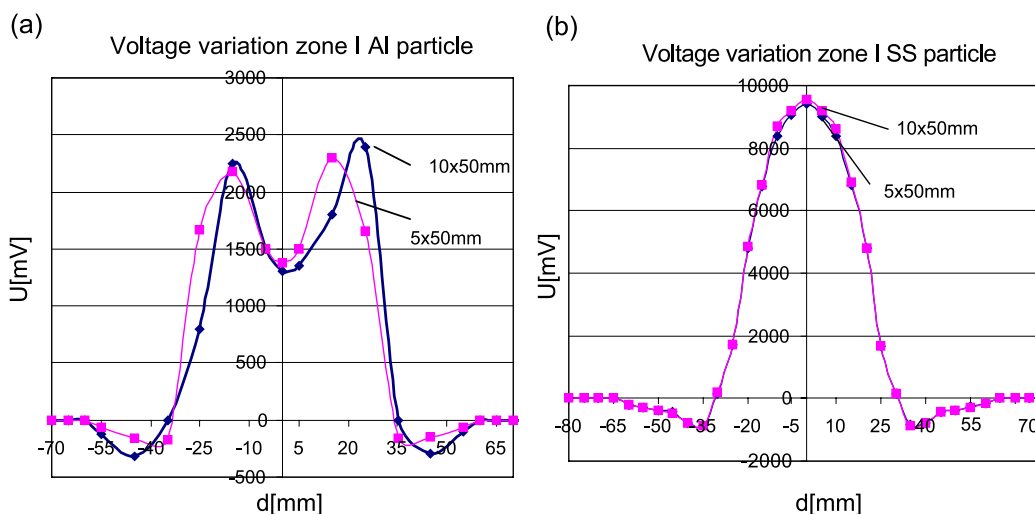 (a)
Voltage variation zone I Al particle
3000
2500
2000
1500
1000
500
0
-500
U[mV]
10x50mm
5x50mm
-70 -55 -40 -25 -10 5 20 35 50 65
d[mm]
(b)
Voltage variation zone I SS particle
10000
8000
6000
4000
2000
0
-2000
U[mV]
10x50mm
5x50mm
-80 -65 -50 -35 -20 -5 10 25 40 55 70
d[mm]